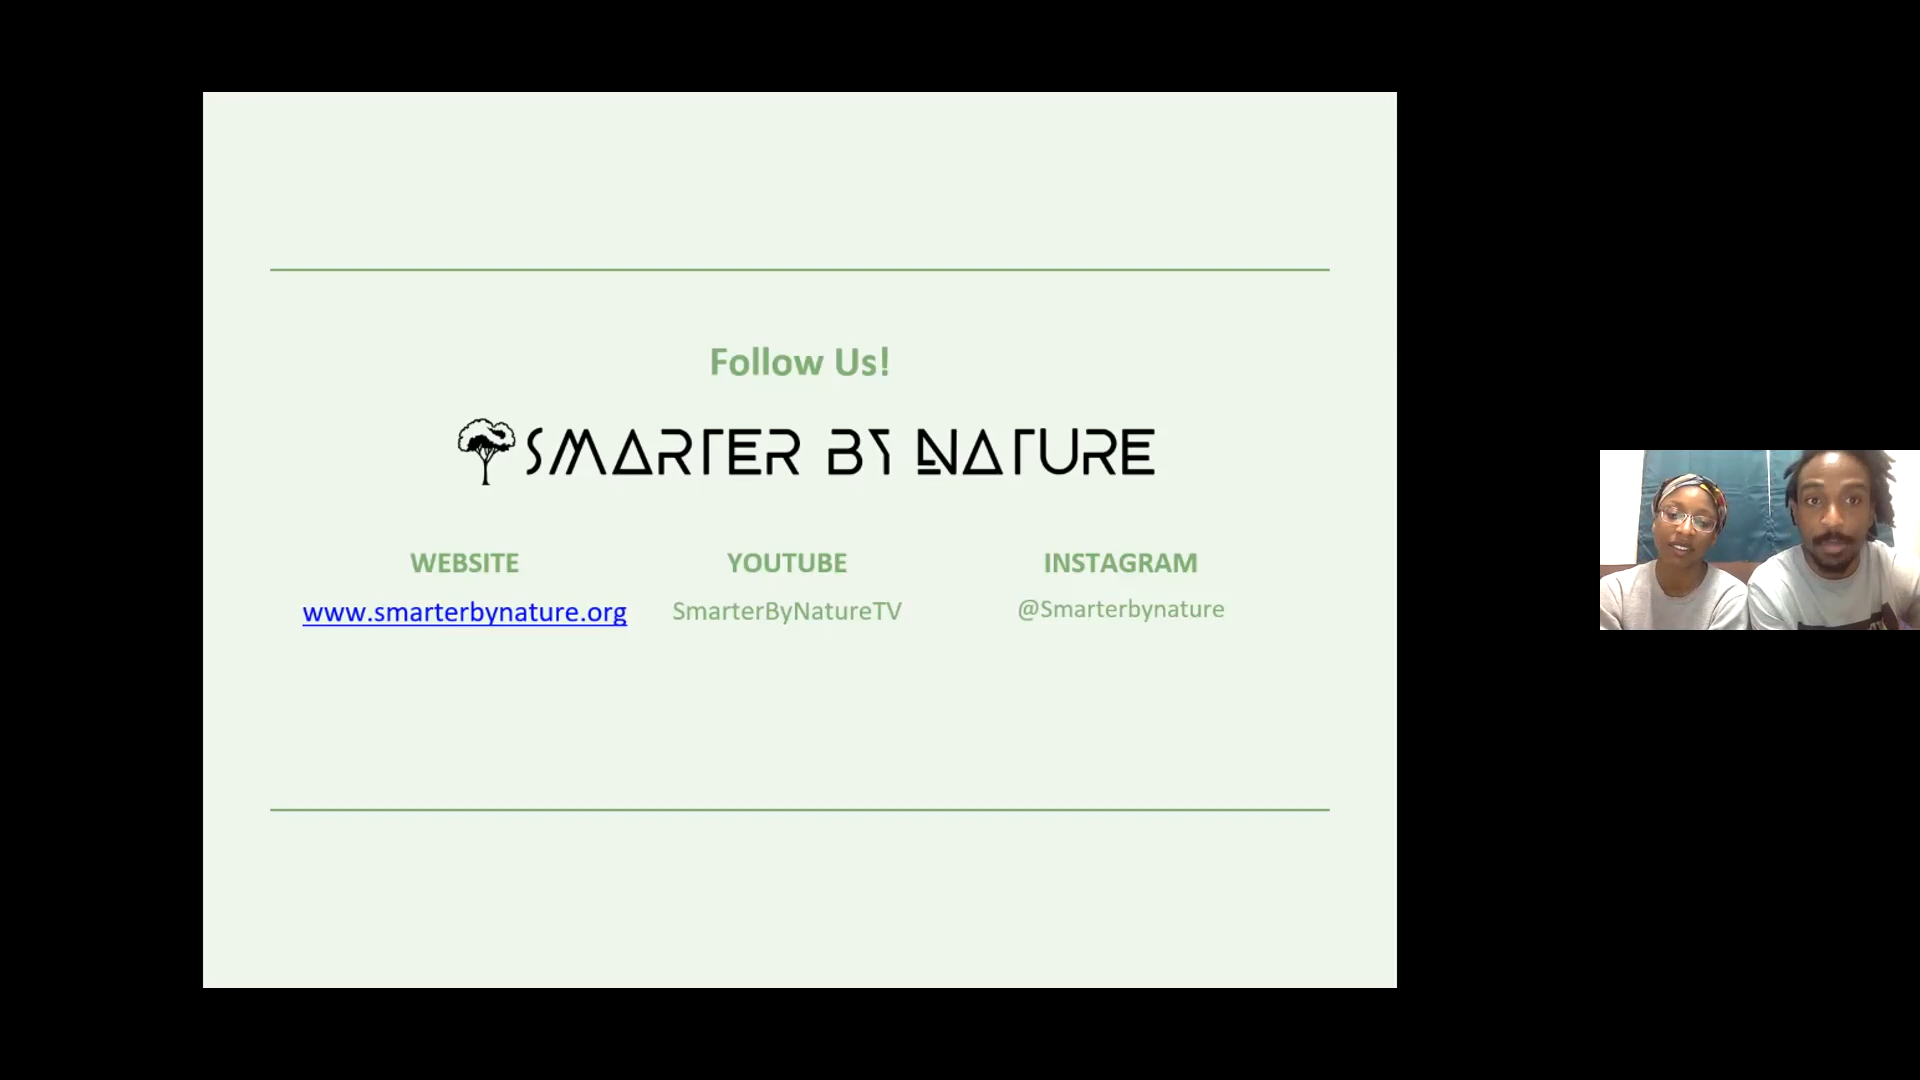 Follow Us!
SMARTER BY NATURE
WEBSITE YOUTUBE INSTAGRAM
www.smarterbynature.org SmarterByNatureTV @Smarterbynature